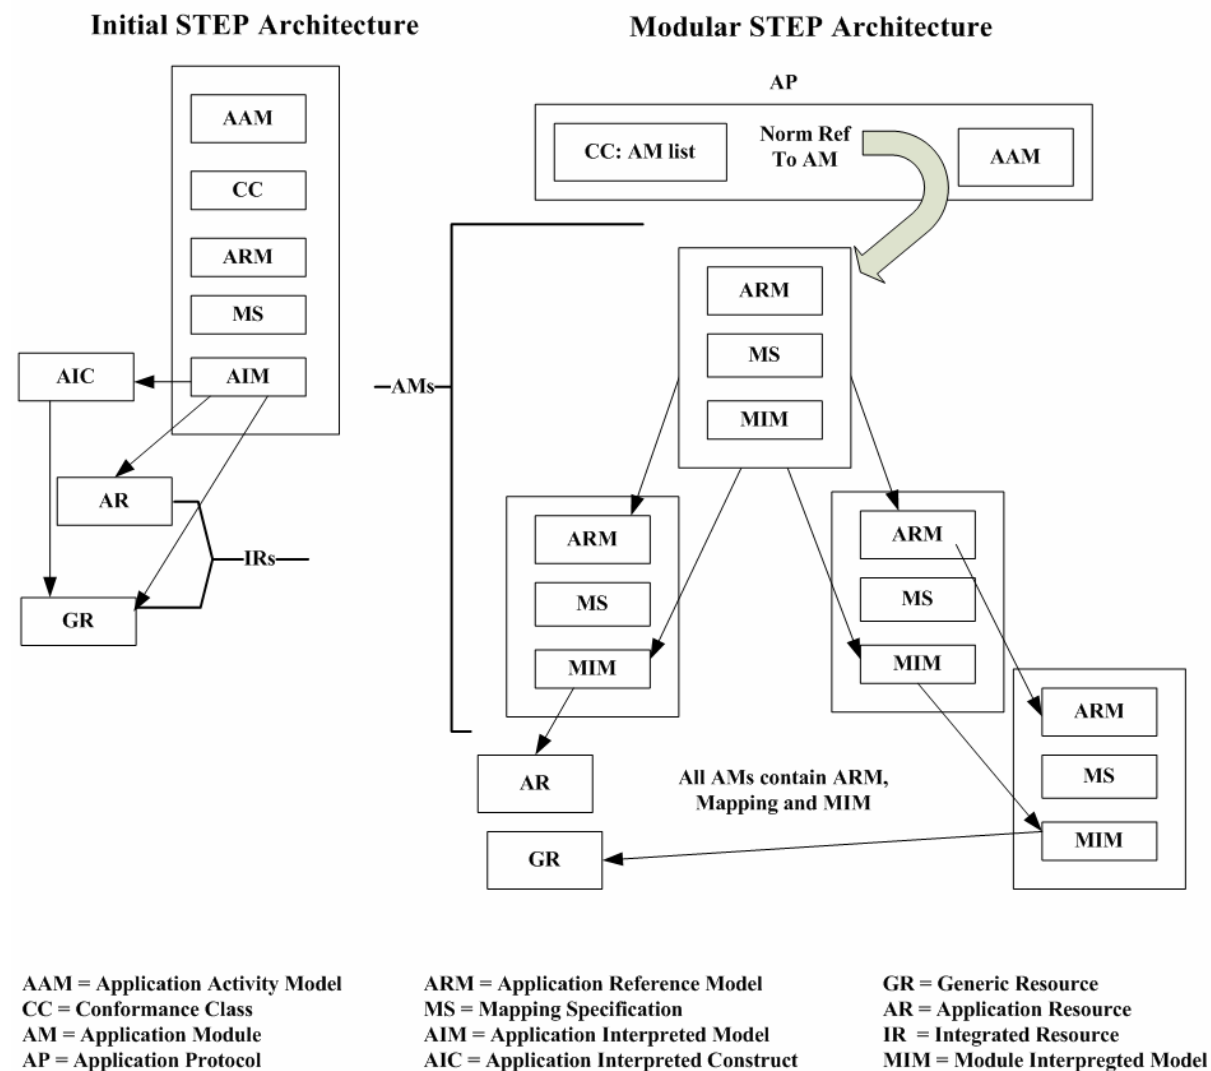 Initial STEP Architecture
Modular STEP Architecture
AAM
CC
ARM
MS
AIM
AIC
AR
IRs
GR
AP
CC: AM list
Norm Ref
To AM
AAM
AMs
ARM
MS
MIM
ARM
MS
MIM
ARM
MS
MIM
ARM
MS
MIM
AR
GR
All AMs contain ARM,
Mapping and MIM
AAM = Application Activity Model
CC = Conformance Class
AM = Application Module
AP = Application Protocol
ARM = Application Reference Model
MS = Mapping Specification
AIM = Application Interpreted Model
AIC = Application Interpreted Construct
GR = Generic Resource
AR = Application Resource
IR = Integrated Resource
MIM = Module Interpregted Model